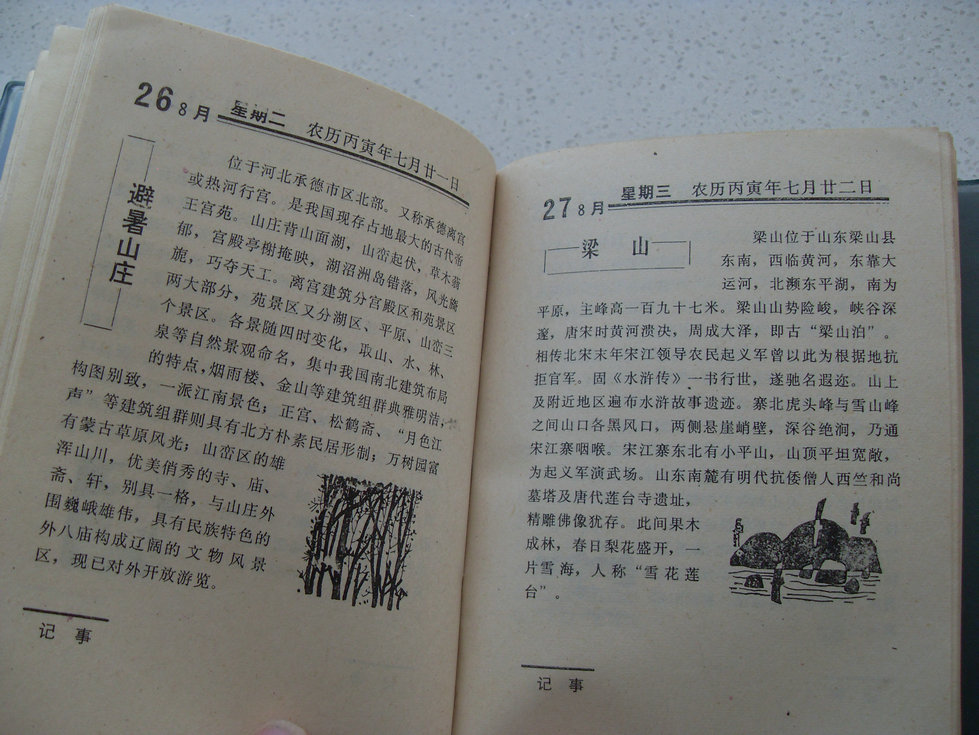 26 8月 星期二 农历丙寅年七月廿一日
避暑山庄
位于河北承德市区北部。又称承德离宫
或热河行宫。是我国现存占地最大的古代帝
王宫苑。山庄背山面湖，山峦起伏，草木蓊
郁，宫殿亭榭掩映，湖沼洲岛错落，风光旖
旎，巧夺天工。离宫建筑分宫殿区和苑景区
两大部分，苑景区又分湖区、平原、山峦三
个景区。各景随四时变化，取山、水、林、
泉等自然景观命名，集中我国南北建筑布局
的特点，烟雨楼、金山等建筑组群典雅明洁，
构图别致，一派江南景色；正宫、松鹤斋、“月色江
声”等建筑组群则具有北方朴素民居形制；万树园富
有蒙古草原风光；山峦区的雄
浑山川，优美俏秀的寺、庙、
斋、轩，别具一格，与山庄外
围巍峨雄伟，具有民族特色的
外八庙构成辽阔的文物风景
区，现已对外开放游览。
记事
27 8月 星期三 农历丙寅年七月廿二日
梁山
梁山位于山东梁山县
东南，西临黄河，东靠大
运河，北濒东平湖，南为
平原，主峰高一百九十七米。梁山山势险峻，峡谷深
邃，唐宋时黄河溃决，周成大泽，即古“梁山泊”。
相传北宋末年宋江领导农民起义军曾以此为根据地抗
拒官军。固《水浒传》一书行世，遂驰名遐迩。山上
及附近地区遍布水浒故事遗迹。寨北虎头峰与雪山峰
之间山口各黑风口，两侧悬崖峭壁，深谷绝涧，乃通
宋江寨咽喉。宋江寨东北有小平山，山顶平坦宽敞，
为起义军演武场。山东南麓有明代抗倭僧人西竺和尚
墓塔及唐代莲台寺遗址，
精雕佛像犹存。此间果木
成林，春日梨花盛开，一
片雪海，人称“雪花莲
台”。
记事